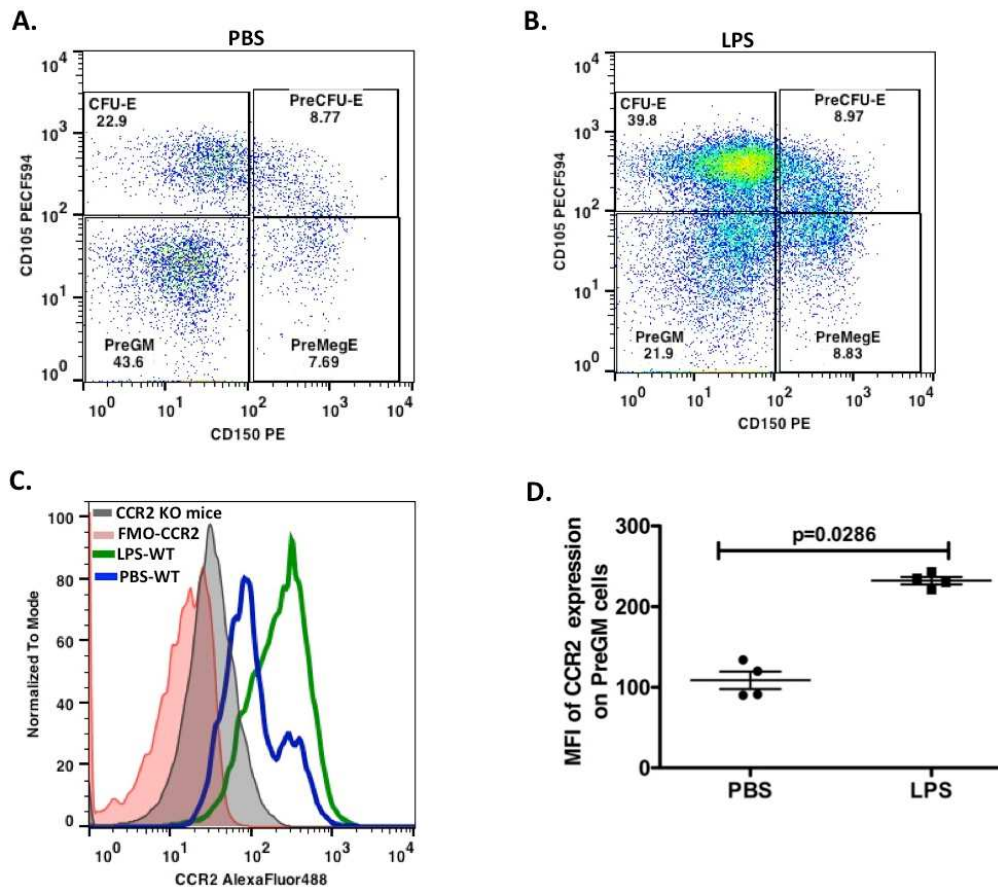 A.
PBS
10^4
10^3
10^2
10^1
10^0
CD105 PECF594
CFU-E
22.9
PreCFU-E
8.77
PreGM
43.6
PreMegE
7.69
10^0 10^1 10^2 10^3 10^4
CD150 PE
B.
LPS
10^4
10^3
10^2
10^1
10^0
CD105 PECF594
CFU-E
39.8
PreCFU-E
8.97
PreGM
21.9
PreMegE
8.83
10^0 10^1 10^2 10^3 10^4
CD150 PE
C.
100
80
60
40
20
0
Normalized To Mode
CCR2 KO mice
FMO-CCR2
LPS-WT
PBS-WT
10^0 10^1 10^2 10^3 10^4
CCR2 AlexaFluor488
D.
MFI of CCR2 expression
on PreGM cells
300
200
100
0
p=0.0286
PBS LPS